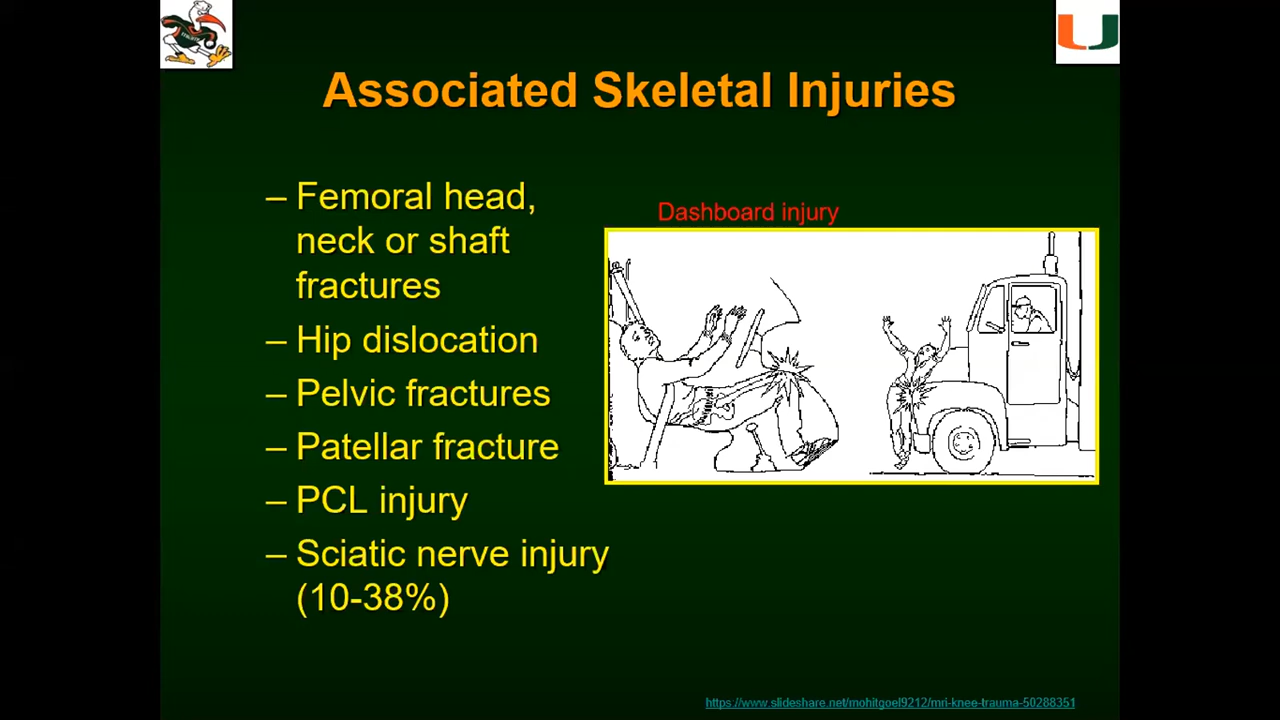 Associated Skeletal Injuries
– Femoral head,
neck or shaft
fractures
– Hip dislocation
– Pelvic fractures
– Patellar fracture
– PCL injury
– Sciatic nerve injury
(10-38%)
Dashboard injury
https://www.slideshare.net/mohitgoel9212/mri-knee-trauma-50288351